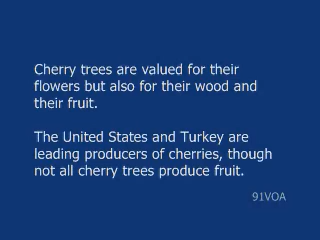 Cherry trees are valued for their
flowers but also for their wood and
their fruit.
The United States and Turkey are
leading producers of cherries, though
not all cherry trees produce fruit.
91VOA